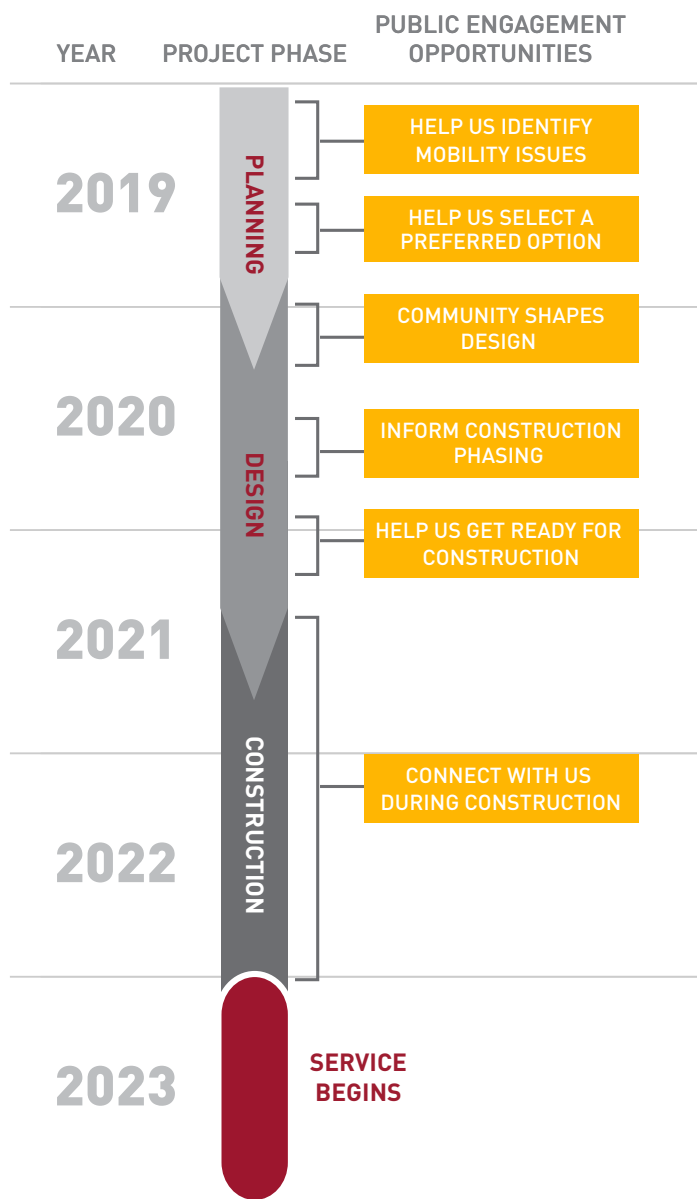 YEAR
PROJECT PHASE
PUBLIC ENGAGEMENT
OPPORTUNITIES
2019
PLANNING
HELP US IDENTIFY
MOBILITY ISSUES
HELP US SELECT A
PREFERRED OPTION
COMMUNITY SHAPES
DESIGN
2020
DESIGN
INFORM CONSTRUCTION
PHASING
HELP US GET READY FOR
CONSTRUCTION
2021
CONSTRUCTION
CONNECT WITH US
DURING CONSTRUCTION
2022
2023
SERVICE
BEGINS